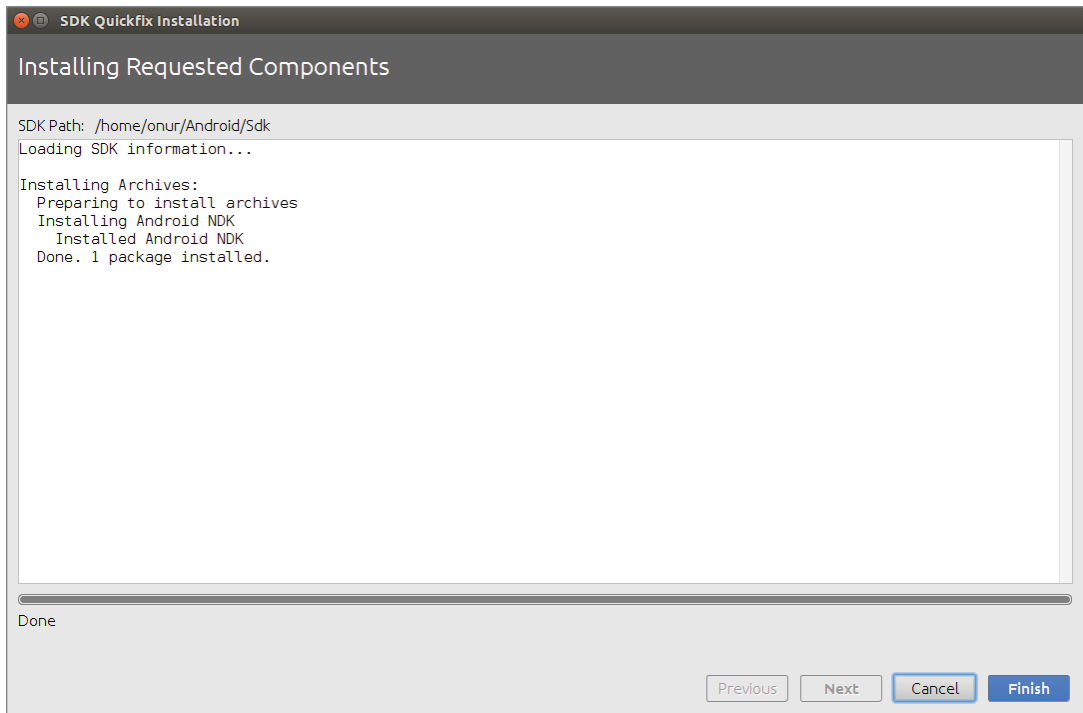 SDK Quickfix Installation
Installing Requested Components
SDK Path: /home/onur/Android/Sdk
Loading SDK information...
Installing Archives:
Preparing to install archives
Installing Android NDK
Installed Android NDK
Done. 1 package installed.
Done
Previous Next Cancel Finish